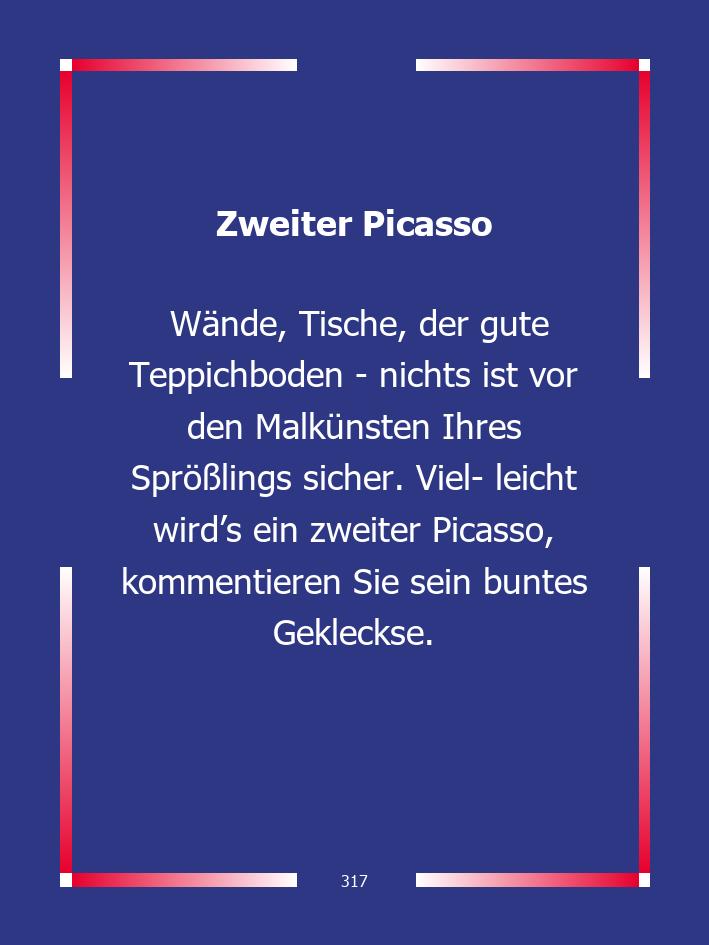 Zweiter Picasso
Wände, Tische, der gute
Teppichboden - nichts ist vor
den Malkünsten Ihres
Sprößlings sicher. Viel- leicht
wird’s ein zweiter Picasso,
kommentieren Sie sein buntes
Gekleckse.
317